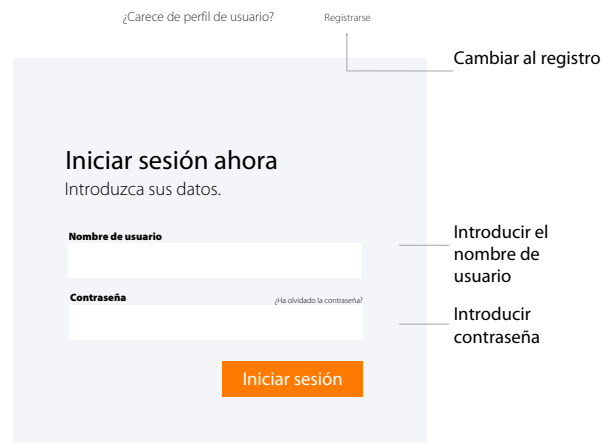 ¿Carece de perfil de usuario? Registrarse
Cambiar al registro
Iniciar sesión ahora
Introduzca sus datos.
Nombre de usuario
Introducir el
nombre de
usuario
Contraseña ¿Ha olvidado la contraseña?
Introducir
contraseña
Iniciar sesión